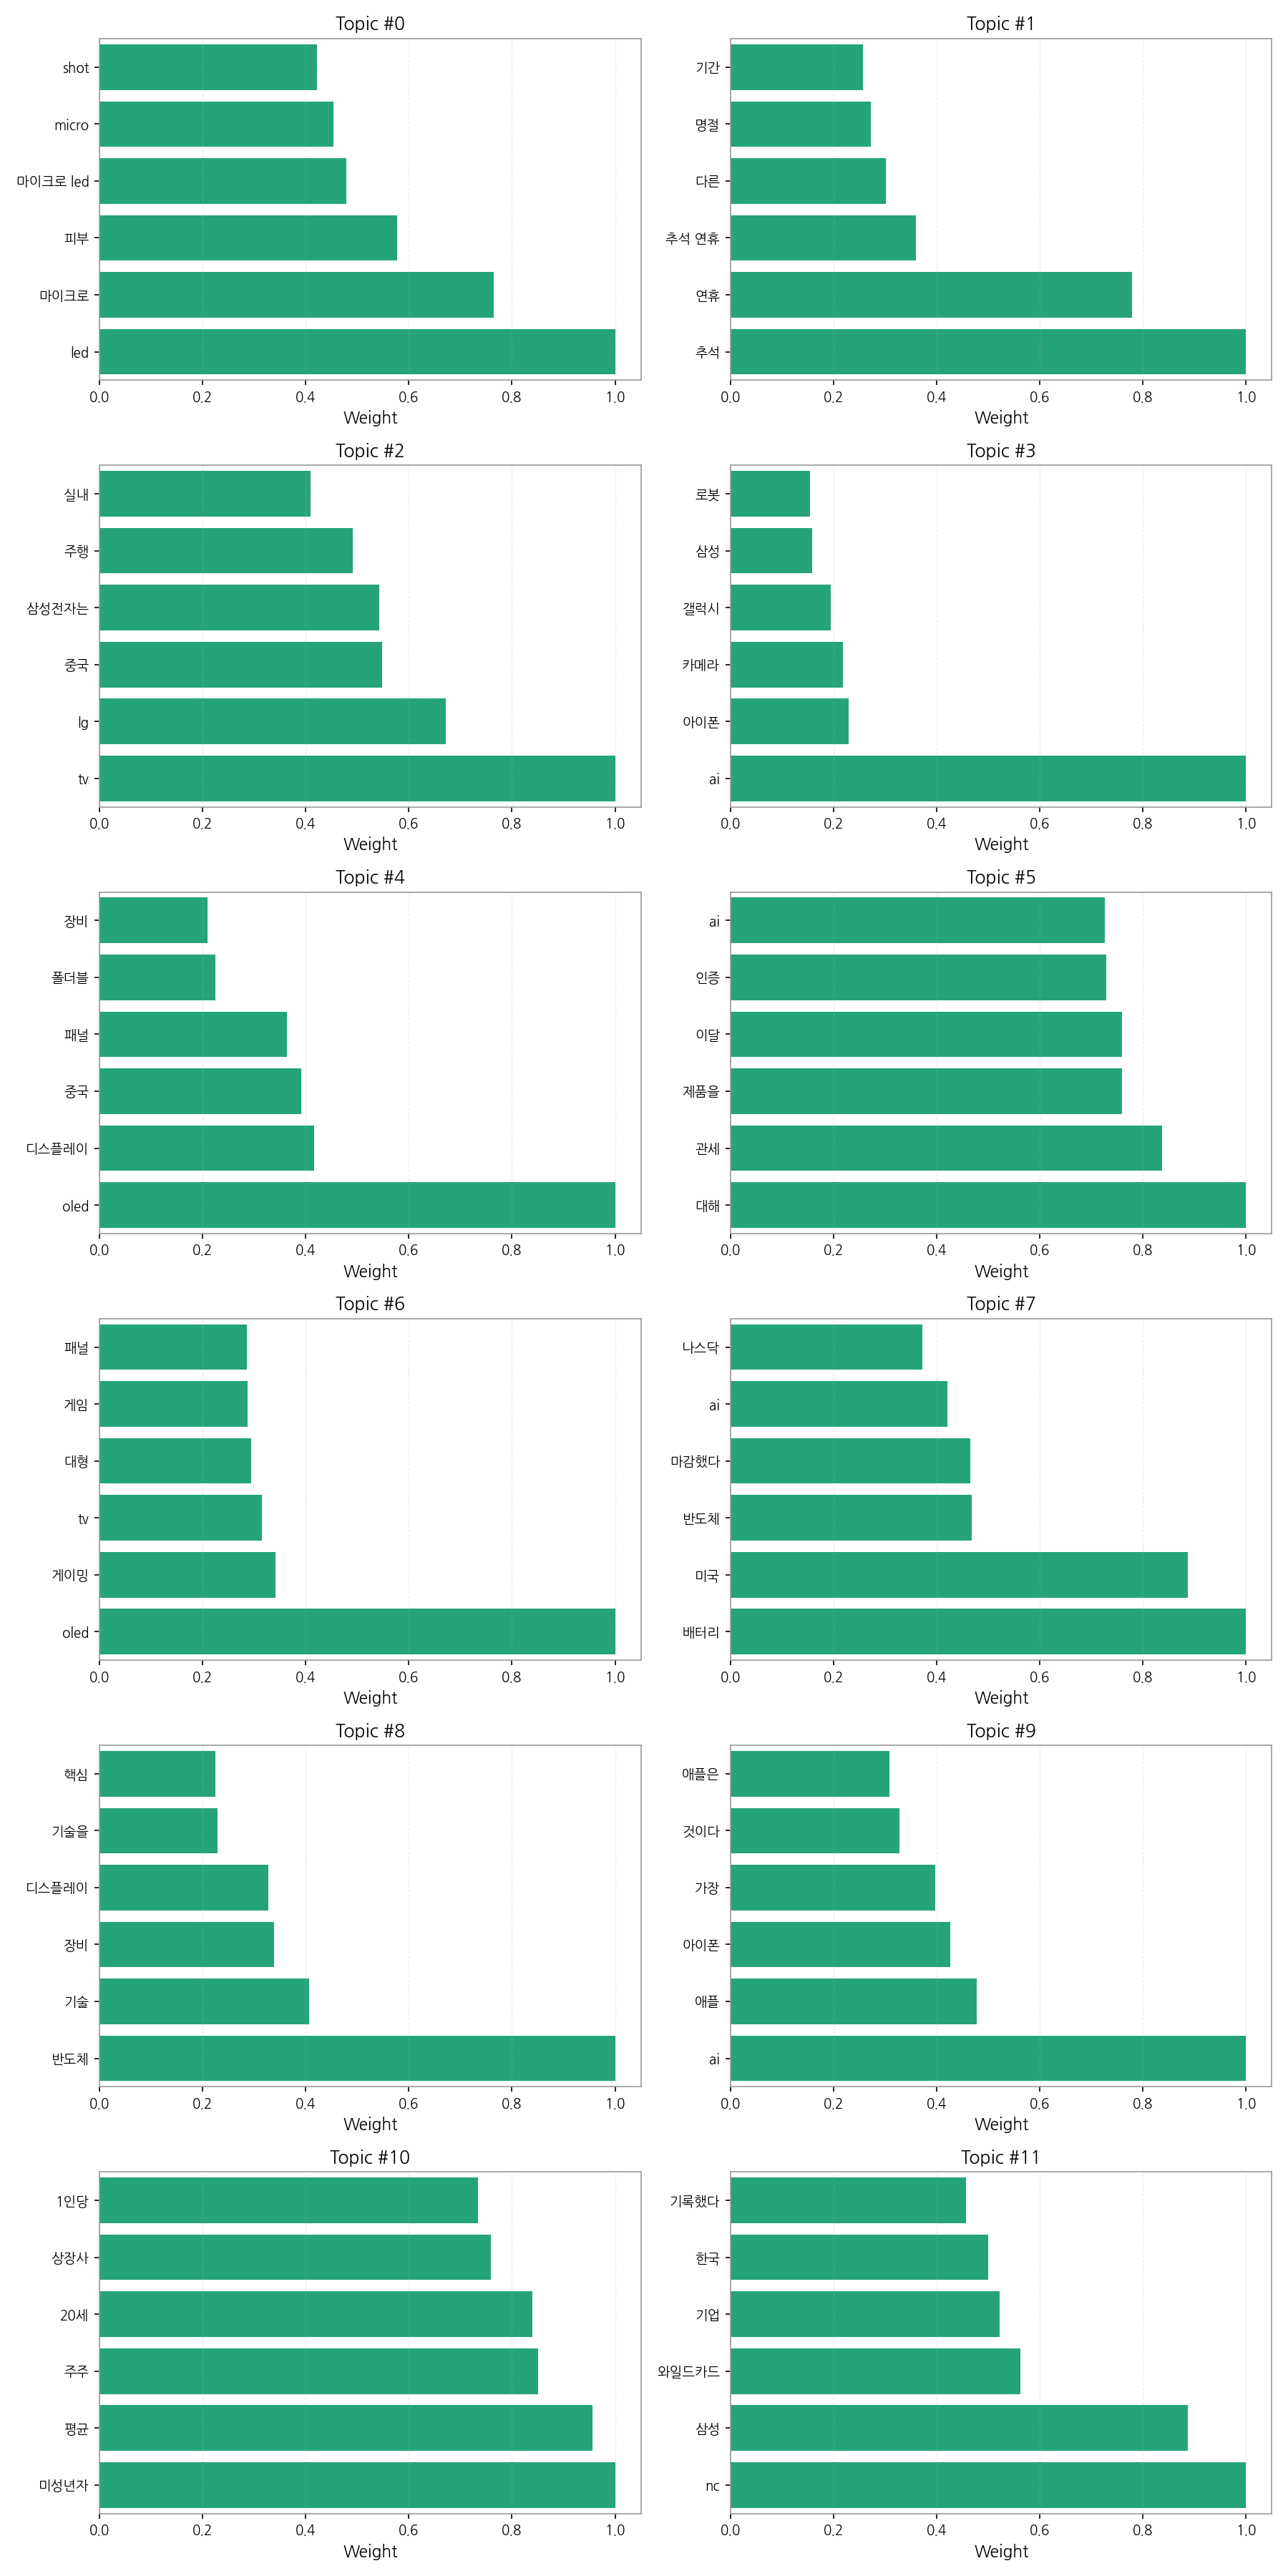 Topic #0
shot
micro
마이크로 led
피부
마이크로
led
0.0 0.2 0.4 0.6 0.8 1.0
Weight
Topic #1
기간
명절
다른
추석 연휴
연휴
추석
0.0 0.2 0.4 0.6 0.8 1.0
Weight
Topic #2
실내
주행
삼성전자는
중국
lg
tv
0.0 0.2 0.4 0.6 0.8 1.0
Weight
Topic #3
로봇
삼성
갤럭시
카메라
아이폰
ai
0.0 0.2 0.4 0.6 0.8 1.0
Weight
Topic #4
장비
폴더블
패널
중국
디스플레이
oled
0.0 0.2 0.4 0.6 0.8 1.0
Weight
Topic #5
ai
인증
이달
제품을
관세
대해
0.0 0.2 0.4 0.6 0.8 1.0
Weight
Topic #6
패널
게임
대형
tv
게이밍
oled
0.0 0.2 0.4 0.6 0.8 1.0
Weight
Topic #7
나스닥
ai
마감했다
반도체
미국
배터리
0.0 0.2 0.4 0.6 0.8 1.0
Weight
Topic #8
핵심
기술을
디스플레이
장비
기술
반도체
0.0 0.2 0.4 0.6 0.8 1.0
Weight
Topic #9
애플은
것이다
가장
아이폰
애플
ai
0.0 0.2 0.4 0.6 0.8 1.0
Weight
Topic #10
1인당
상장사
20세
주주
평균
미성년자
0.0 0.2 0.4 0.6 0.8 1.0
Weight
Topic #11
기록했다
한국
기업
와일드카드
삼성
nc
0.0 0.2 0.4 0.6 0.8 1.0
Weight